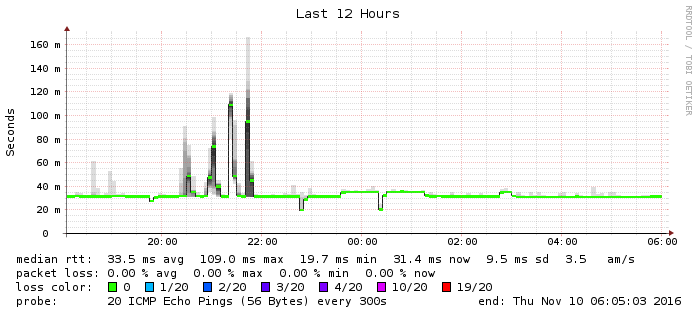 Last 12 Hours
RRDTOOL / TOBI OETIKER
Seconds
160 m
140 m
120 m
100 m
80 m
60 m
40 m
20 m
0
20:00 22:00 00:00 02:00 04:00 06:00
median rtt: 33.5 ms avg 109.0 ms max 19.7 ms min 31.4 ms now 9.5 ms sd 3.5 am/s
packet loss: 0.00 % avg 0.00 % max 0.00 % min 0.00 % now
loss color: 0 1/20 2/20 3/20 4/20 10/20 19/20
probe: 20 ICMP Echo Pings (56 Bytes) every 300s end: Thu Nov 10 06:05:03 2016